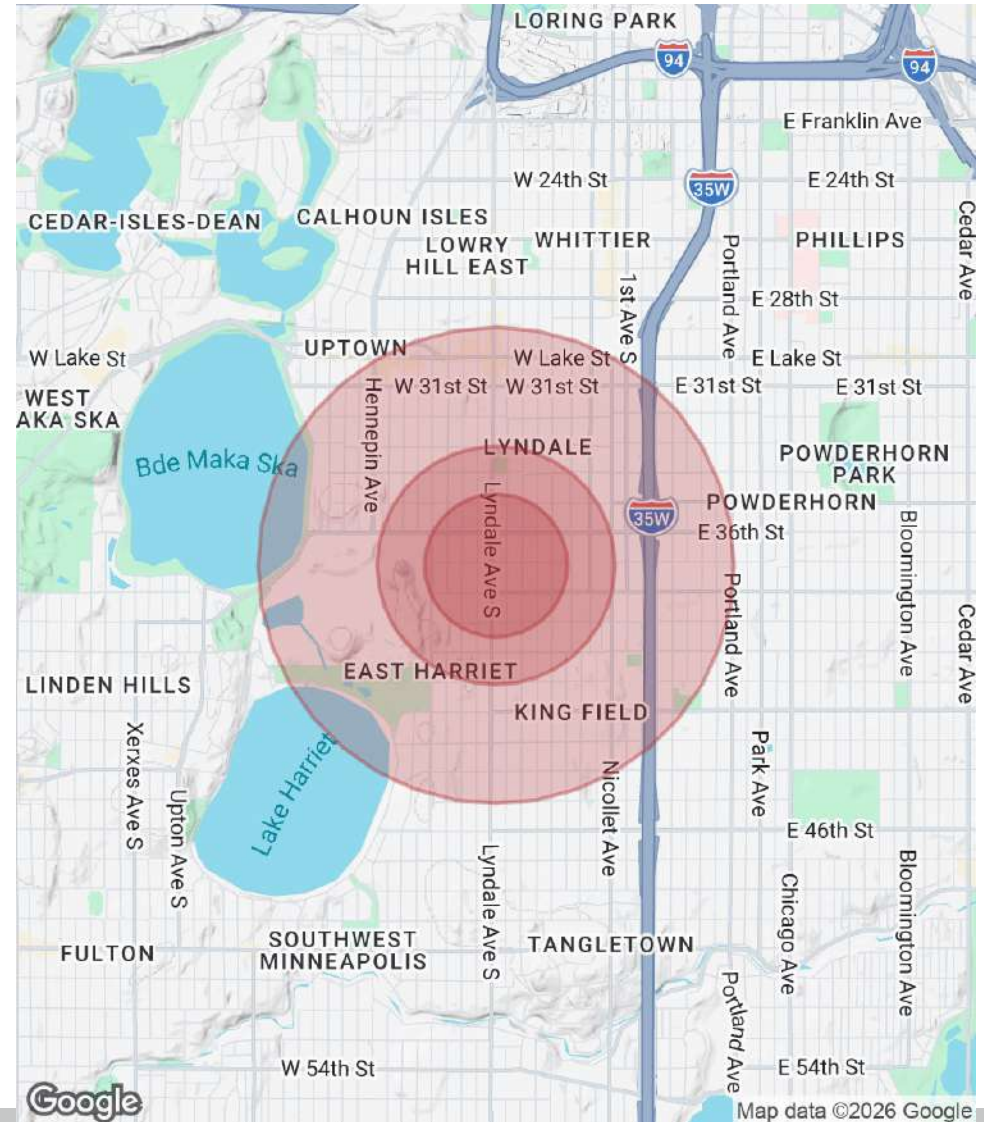 LORING PARK
94
94
E Franklin Ave
W 24th St
35W
E 24th St
CEDAR-ISLES-DEAN
CALHOUN ISLES
LOWRY
HILL EAST
WHITTIER
PHILLIPS
Cedar Ave
1st Ave S
Portland Ave
E 28th St
W Lake St
UPTOWN
W Lake St
E Lake St
WEST
AKA SKA
Hennepin Ave
W 31st St
W 31st St
E 31st St
E 31st St
LYNDALE
Bde Maka Ska
POWDERHORN
PARK
Lyndale Ave S
35W
POWDERHORN
E 36th St
Bloomington Ave
Portland Ave
Cedar Ave
LINDEN HILLS
EAST HARRIET
KING FIELD
Xerxes Ave S
Upton Ave S
Lake Harriet
Nicollet Ave
Park Ave
E 46th St
Lyndale Ave S
Chicago Ave
Bloomington Ave
FULTON
SOUTHWEST
MINNEAPOLIS
TANGLETOWN
Portland Ave
W 54th St
E 54th St
Google
Map data ©2026 Google